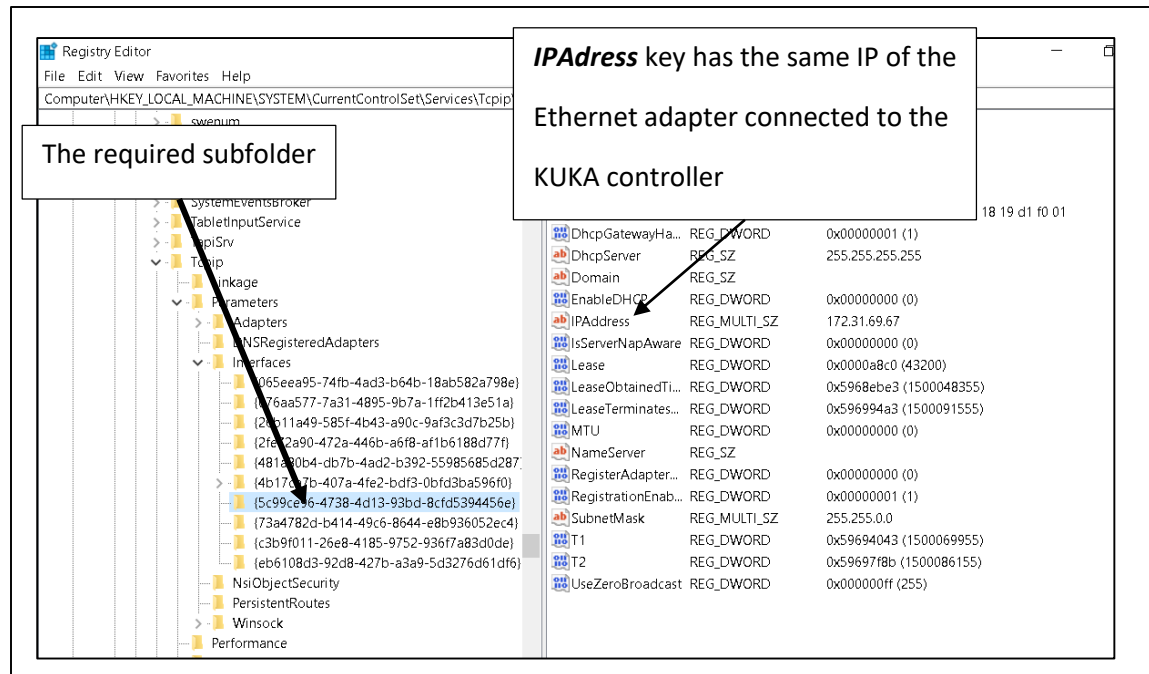 Registry Editor
File Edit View Favorites Help
Computer\HKEY_LOCAL_MACHINE\SYSTEM\CurrentControlSet\Services\Tcpip\
IPAdress key has the same IP of the
Ethernet adapter connected to the
KUKA controller
The required subfolder
swenum
SystemEventsBroker
TabletInputService
TapiSrv
Tcpip
Linkage
Parameters
Adapters
DNSRegisteredAdapters
Interfaces
{4b17ca7b-407a-4fe2-bdf3-0bfd3ba596f0}
{5c99ce96-4738-4d13-93bd-8cfd5394456e}
{73a4782d-b414-49c6-8644-e8b936052ec4}
{c3b9f011-26e8-4185-9752-936f7a83d0de}
{eb6108d3-92d8-427b-a3a9-5d3276d61df6}
NsiObjectSecurity
PersistentRoutes
Winsock
Performance
18 19 d1 f0 01
DhcpGatewayHa... REG_DWORD 0x00000001 (1)
DhcpServer REG_SZ 255.255.255.255
Domain REG_SZ
EnableDHCP REG_DWORD 0x00000000 (0)
IPAddress REG_MULTI_SZ 172.31.69.67
IsServerNapAware REG_DWORD 0x00000000 (0)
Lease REG_DWORD 0x0000a8c0 (43200)
LeaseObtainedTi... REG_DWORD 0x5968ebe3 (1500048355)
LeaseTerminates... REG_DWORD 0x596994a3 (1500091555)
MTU REG_DWORD 0x00000000 (0)
NameServer REG_SZ
RegisterAdapter... REG_DWORD 0x00000000 (0)
RegistrationEnab... REG_DWORD 0x00000001 (1)
SubnetMask REG_MULTI_SZ 255.255.0.0
T1 REG_DWORD 0x59694043 (1500069955)
T2 REG_DWORD 0x59697f8b (1500086155)
UseZeroBroadcast REG_DWORD 0x000000ff (255)